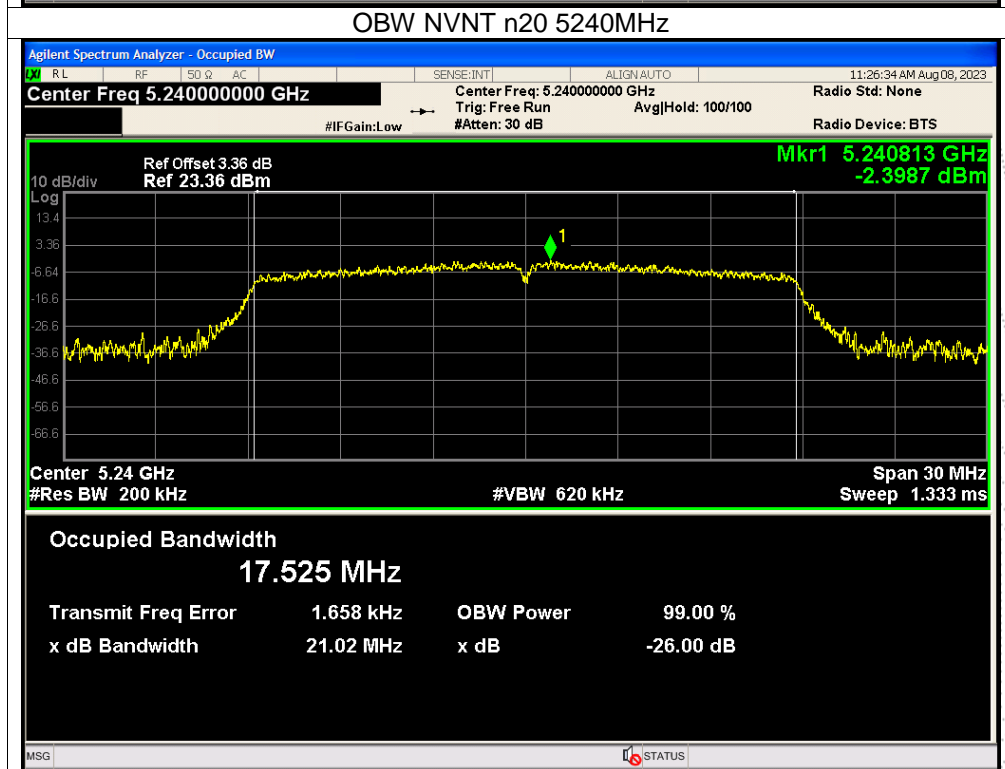 OBW NVNT n20 5240MHz
Agilent Spectrum Analyzer - Occupied BW
LXI RL RF 50 Ω AC SENSE:INT ALIGN AUTO 11:26:34 AM Aug 08, 2023
Center Freq 5.240000000 GHz Center Freq: 5.240000000 GHz Radio Std: None
Trig: Free Run Avg|Hold: 100/100
#IFGain:Low #Atten: 30 dB Radio Device: BTS
Mkr1 5.240813 GHz
-2.3987 dBm
Ref Offset 3.36 dB
10 dB/div Ref 23.36 dBm
Log
13.4
1
3.36
-6.64
-16.6
-26.6
-36.6
-46.6
-56.6
-66.6
Center 5.24 GHz Span 30 MHz
#Res BW 200 kHz #VBW 620 kHz Sweep 1.333 ms
Occupied Bandwidth
17.525 MHz
Transmit Freq Error 1.658 kHz OBW Power 99.00 %
x dB Bandwidth 21.02 MHz x dB -26.00 dB
MSG STATUS